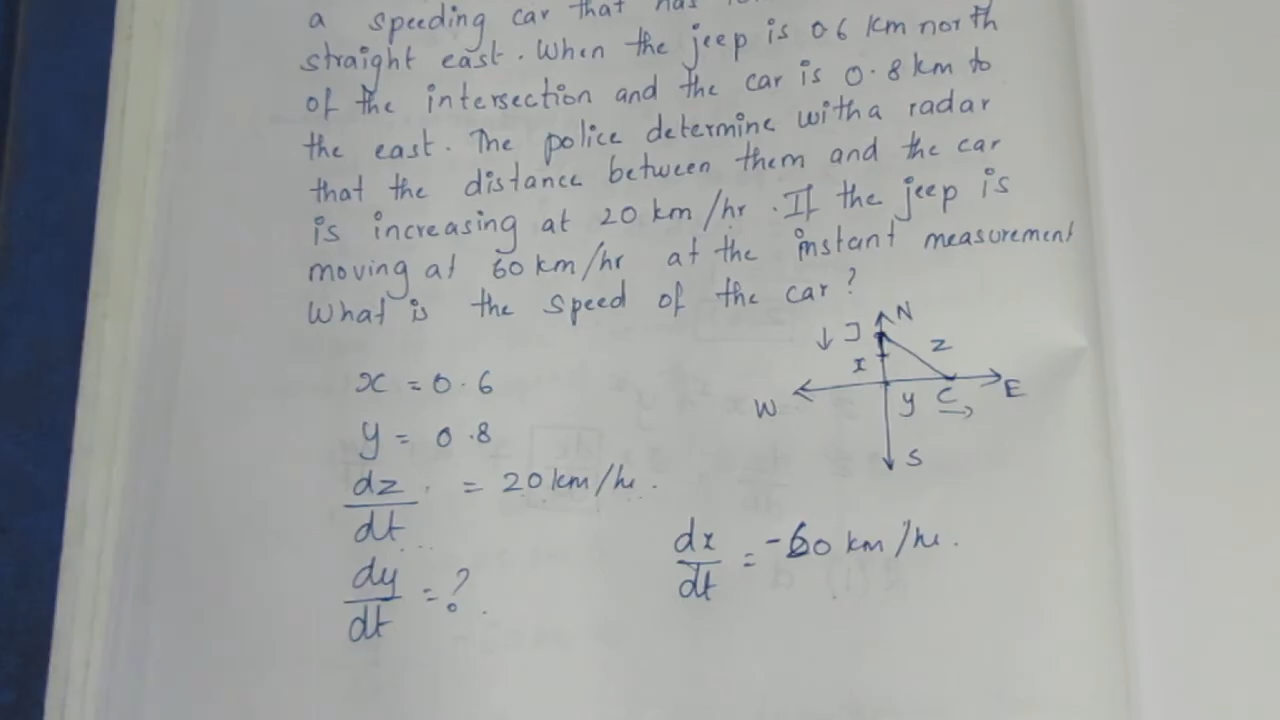 a speeding car that has
straight east. When the jeep is 06 km north
of the intersection and the car is 0.8 km to
the east. The police determine with a radar
that the distance between them and the car
is increasing at 20 km/hr. If the jeep is
moving at 60 km/hr at the instant measurement
What is the speed of the car?
x = 0.6
y = 0.8
dz/dt = 20 km/hr.
dy/dt = ?
dx/dt = -60 km/hr.
N
↓ J
x
z
W
y
C
→
E
S